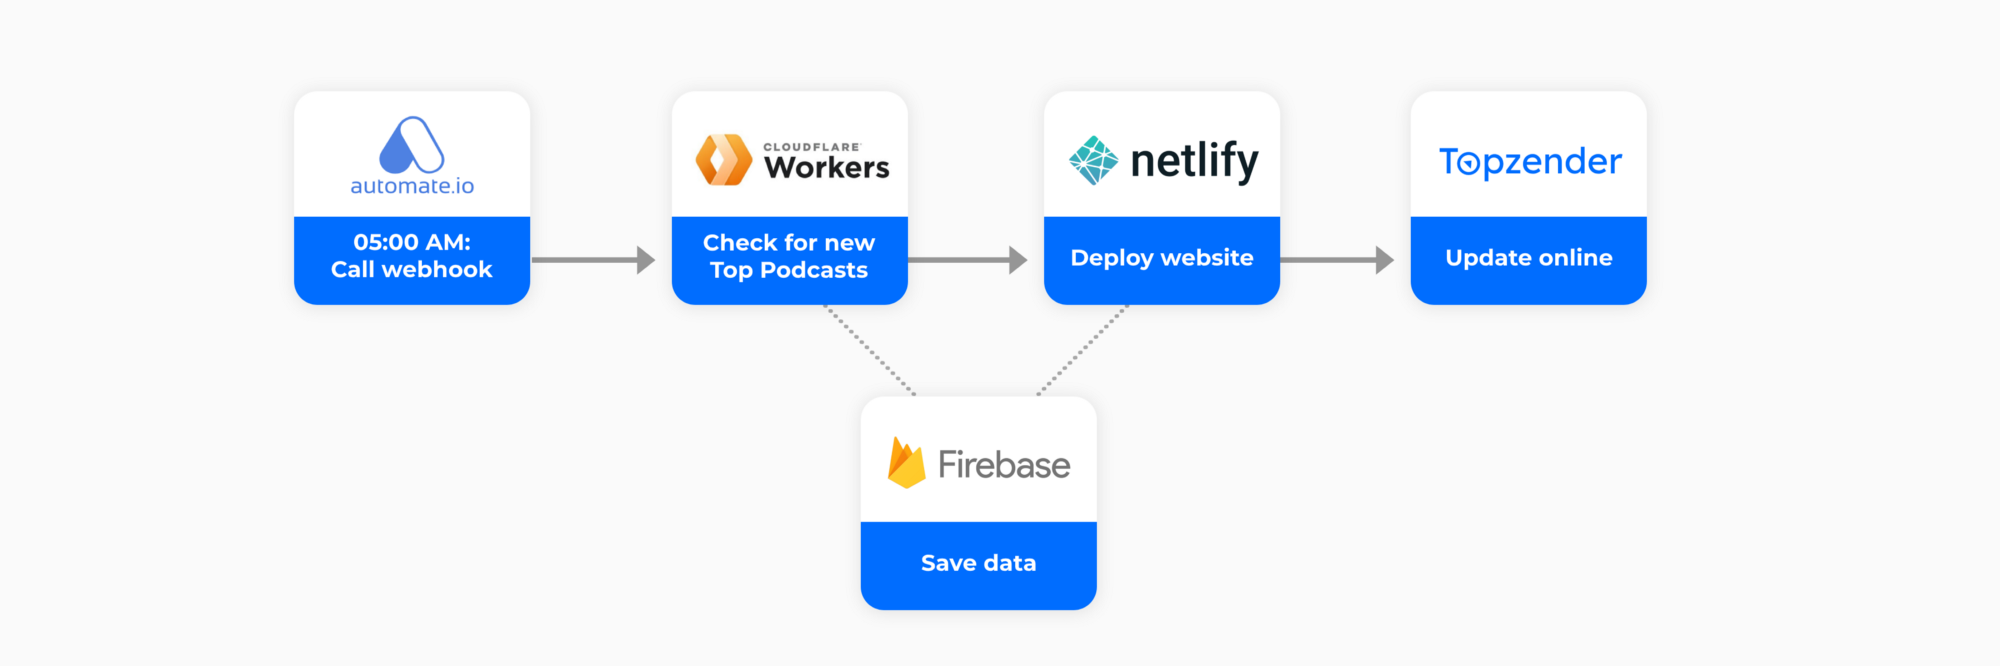 automate.io
05:00 AM:
Call webhook
CLOUDFLARE
Workers
Check for new
Top Podcasts
netlify
Deploy website
Topzender
Update online
Firebase
Save data